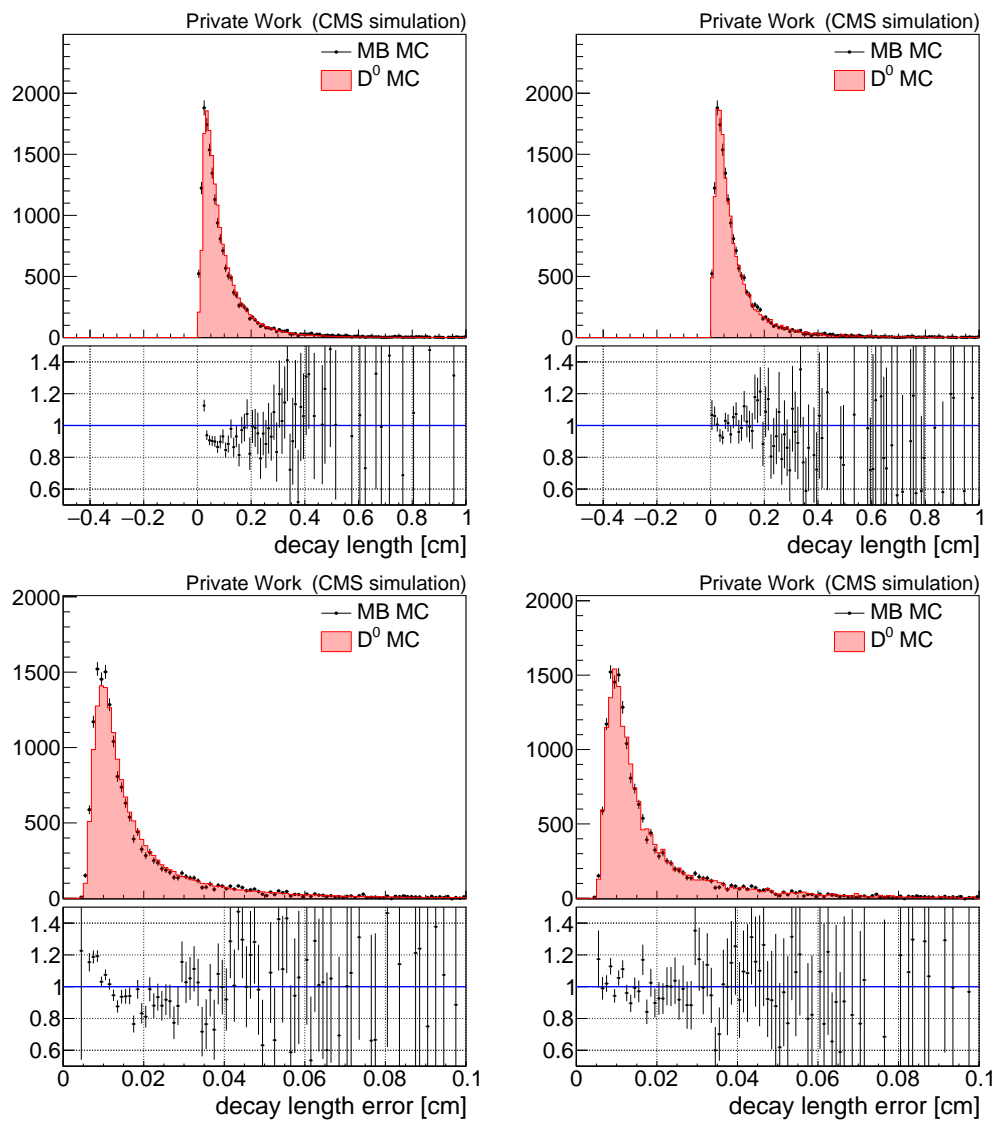 Private Work (CMS simulation)
MB MC
D⁰ MC
2000
1500
1000
500
0
1.4
1.2
1
0.8
0.6
−0.4 −0.2 0 0.2 0.4 0.6 0.8 1
decay length [cm]
Private Work (CMS simulation)
MB MC
D⁰ MC
2000
1500
1000
500
0
1.4
1.2
1
0.8
0.6
−0.4 −0.2 0 0.2 0.4 0.6 0.8 1
decay length [cm]
Private Work (CMS simulation)
MB MC
D⁰ MC
2000
1500
1000
500
0
1.4
1.2
1
0.8
0.6
0 0.02 0.04 0.06 0.08 0.1
decay length error [cm]
Private Work (CMS simulation)
MB MC
D⁰ MC
2000
1500
1000
500
0
1.4
1.2
1
0.8
0.6
0 0.02 0.04 0.06 0.08 0.1
decay length error [cm]